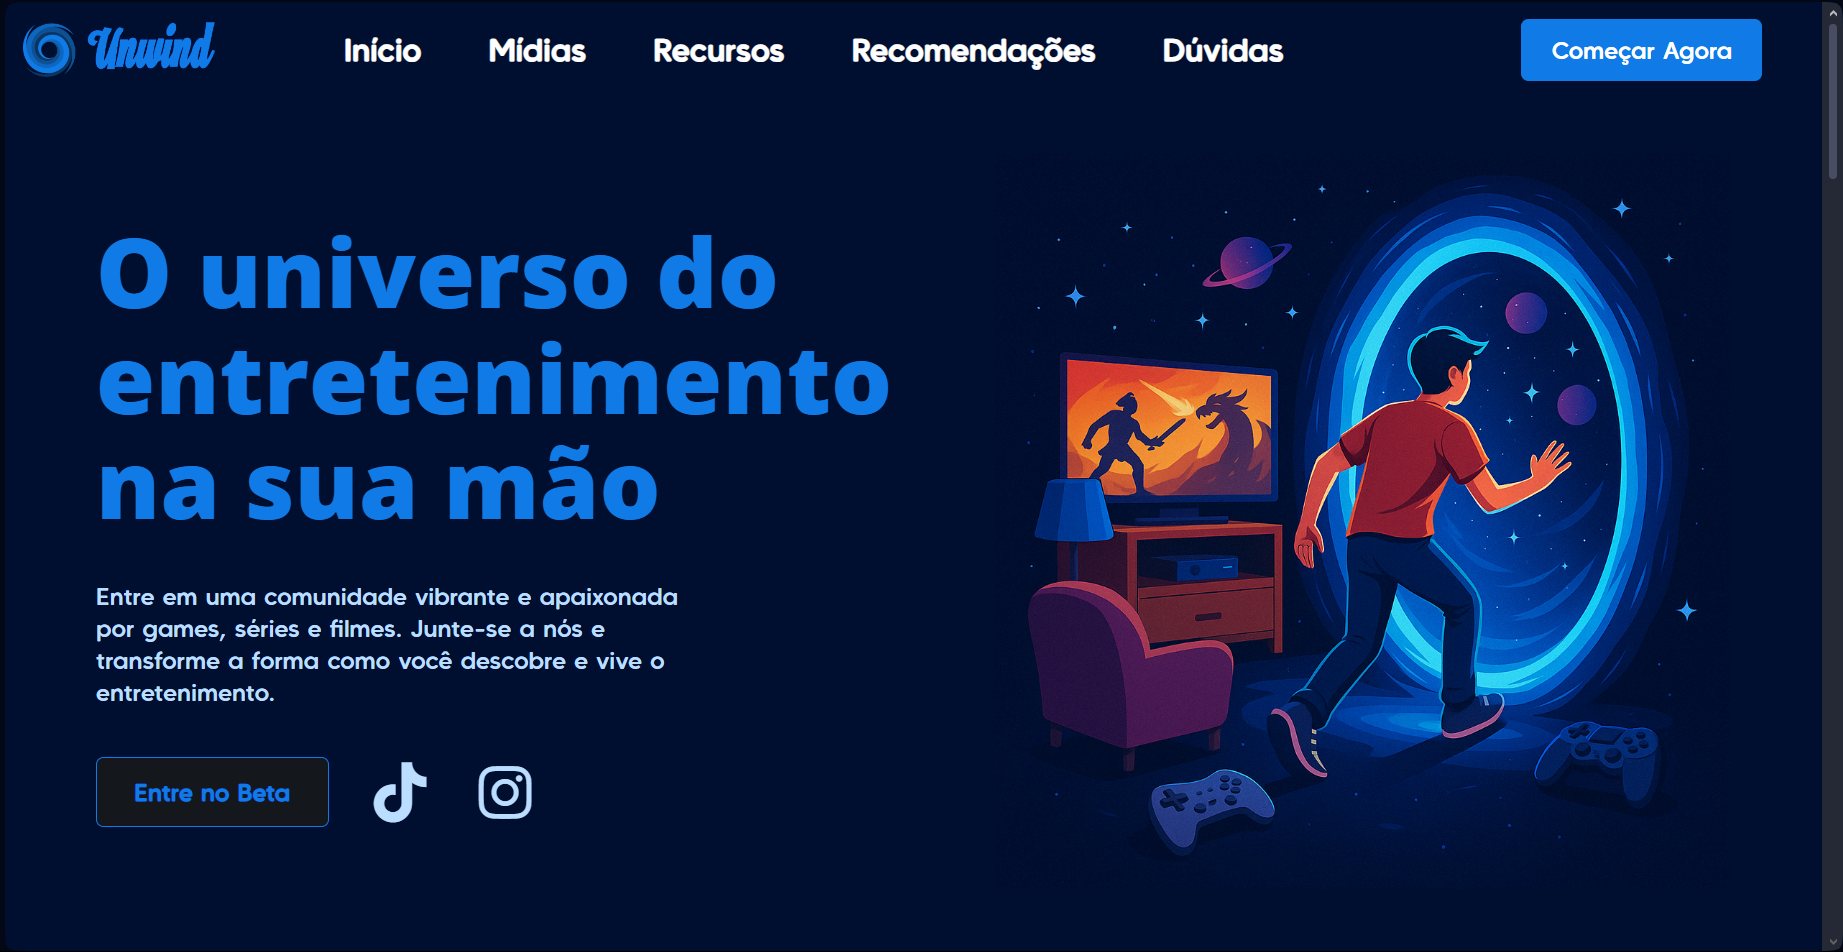 Unwind
Início
Mídias
Recursos
Recomendações
Dúvidas
Começar Agora
O universo do
entretenimento
na sua mão
Entre em uma comunidade vibrante e apaixonada
por games, séries e filmes. Junte-se a nós e
transforme a forma como você descobre e vive o
entretenimento.
Entre no Beta